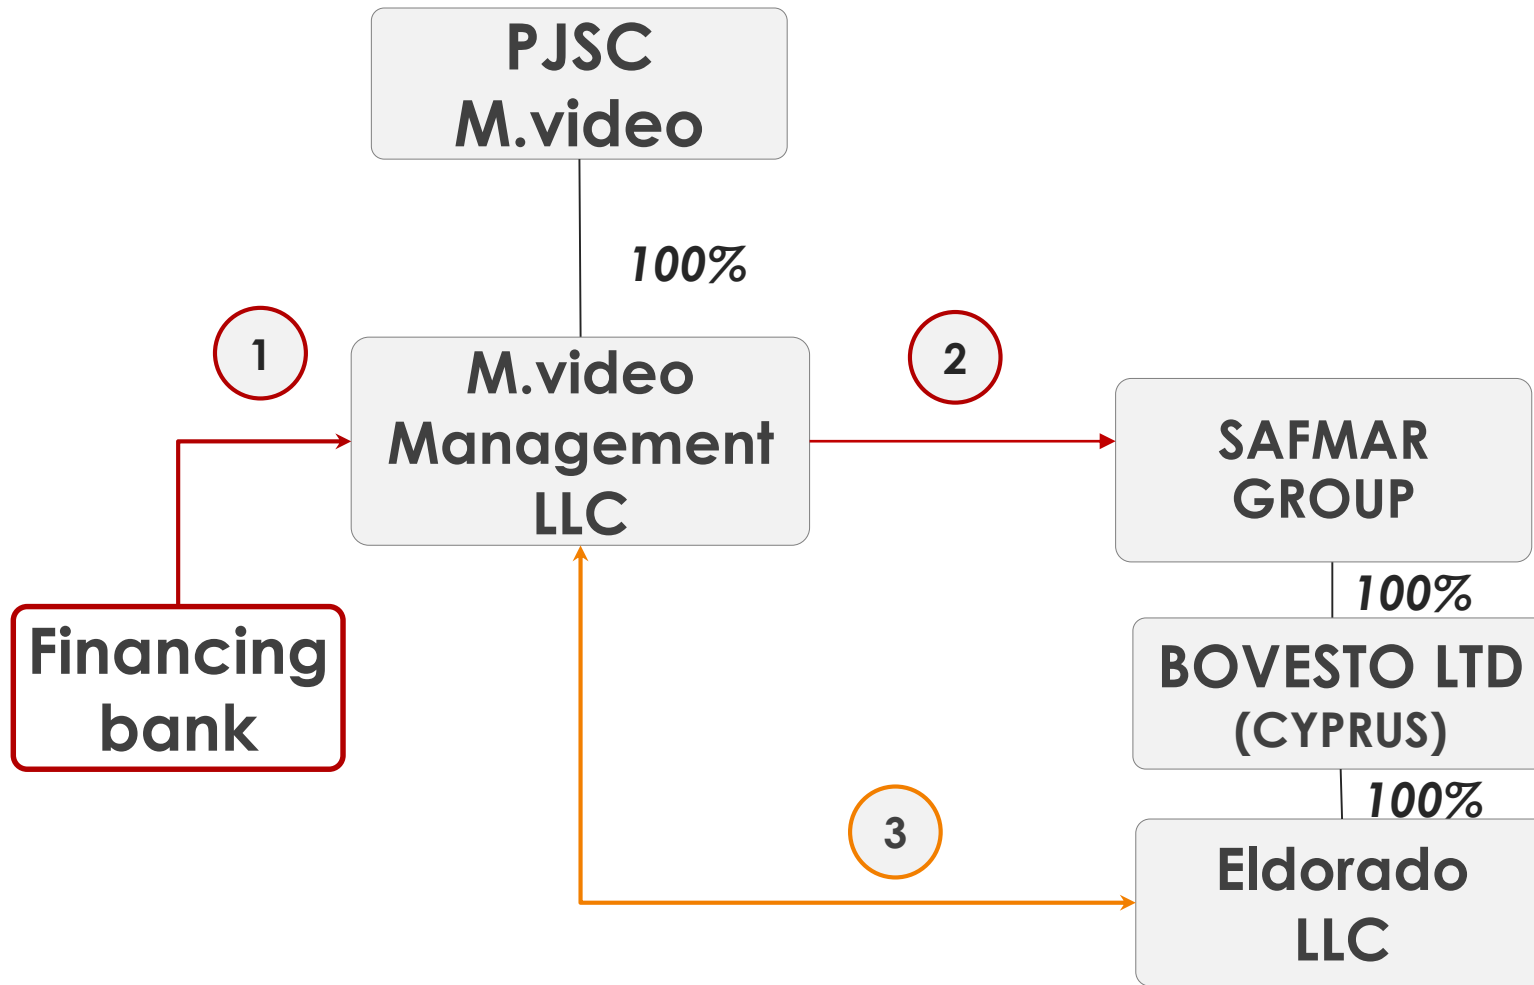 PJSC
M.video
100%
1
M.video
Management
LLC
2
SAFMAR
GROUP
100%
Financing
bank
BOVESTO LTD
(CYPRUS)
100%
3
Eldorado
LLC